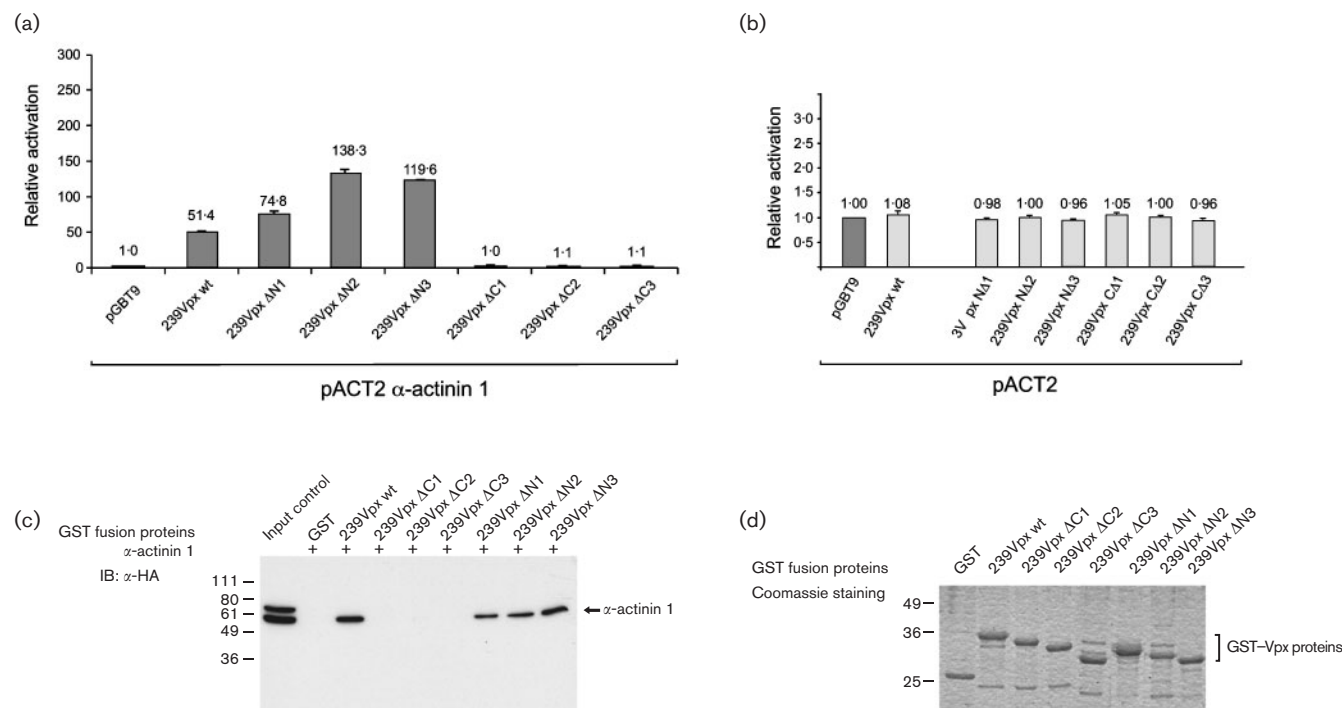 (a)
Relative activation
300
250
200
150
100
50
0
1·0
51·4
74·8
138·3
119·6
1·0
1·1
1·1
pGBT9
239Vpx wt
239Vpx ΔN1
239Vpx ΔN2
239Vpx ΔN3
239Vpx ΔC1
239Vpx ΔC2
239Vpx ΔC3
pACT2 α-actinin 1
(b)
Relative activation
3·0
2·5
2·0
1·5
1·0
0·5
1·00
1·08
0·98
1·00
0·96
1·05
1·00
0·96
pGBT9
239Vpx wt
3V px NΔ1
239Vpx NΔ2
239Vpx NΔ3
239Vpx CΔ1
239Vpx CΔ2
239Vpx CΔ3
pACT2
(c)
Input control
GST
239Vpx wt
239Vpx ΔC1
239Vpx ΔC2
239Vpx ΔC3
239Vpx ΔN1
239Vpx ΔN2
239Vpx ΔN3
GST fusion proteins
α-actinin 1 + + + + + + + +
IB: α-HA
111
80
61
49
36
α-actinin 1
(d)
GST
239Vpx wt
239Vpx ΔC1
239Vpx ΔC2
239Vpx ΔC3
239Vpx ΔN1
239Vpx ΔN2
239Vpx ΔN3
GST fusion proteins
Coomassie staining
49
36
25
GST–Vpx proteins